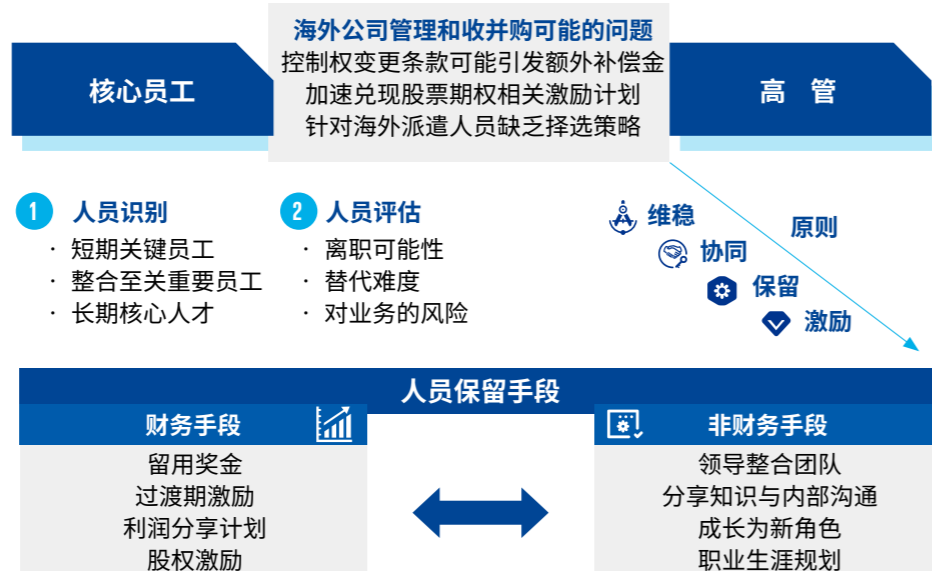 海外公司管理和收并购可能的问题
控制权变更条款可能引发额外补偿金
加速兑现股票期权相关激励计划
针对海外派遣人员缺乏择选策略
核心员工
高 管
1 人员识别
· 短期关键员工
· 整合至关重要员工
· 长期核心人才
2 人员评估
· 离职可能性
· 替代难度
· 对业务的风险
原则
维稳
协同
保留
激励
人员保留手段
财务手段
留用奖金
过渡期激励
利润分享计划
股权激励
非财务手段
领导整合团队
分享知识与内部沟通
成长为新角色
职业生涯规划